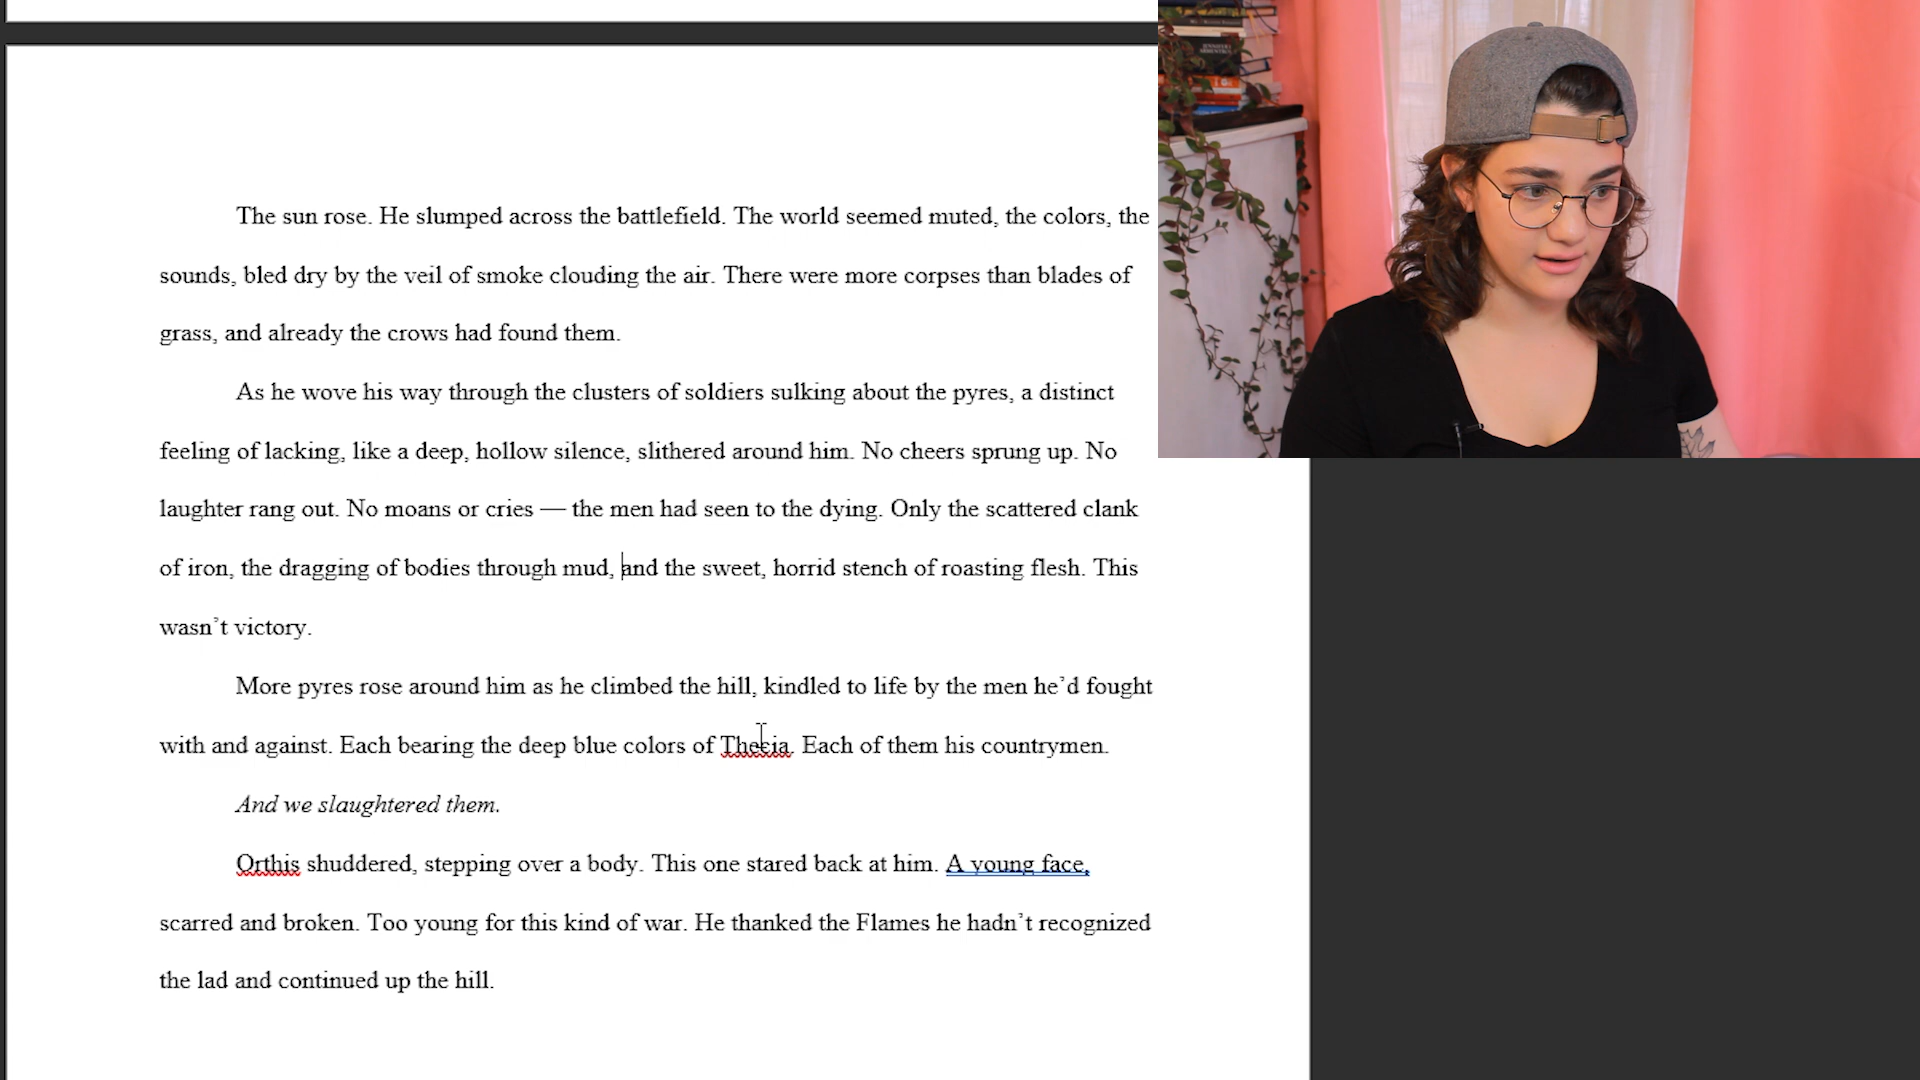 The sun rose. He slumped across the battlefield. The world seemed muted, the colors, the
sounds, bled dry by the veil of smoke clouding the air. There were more corpses than blades of
grass, and already the crows had found them.
As he wove his way through the clusters of soldiers sulking about the pyres, a distinct
feeling of lacking, like a deep, hollow silence, slithered around him. No cheers sprung up. No
laughter rang out. No moans or cries — the men had seen to the dying. Only the scattered clank
of iron, the dragging of bodies through mud, and the sweet, horrid stench of roasting flesh. This
wasn’t victory.
More pyres rose around him as he climbed the hill, kindled to life by the men he’d fought
with and against. Each bearing the deep blue colors of Each of them his countrymen.
And we slaughtered them.
Orthis shuddered, stepping over a body. This one stared back at him. A young face,
scarred and broken. Too young for this kind of war. He thanked the Flames he hadn’t recognized
the lad and continued up the hill.